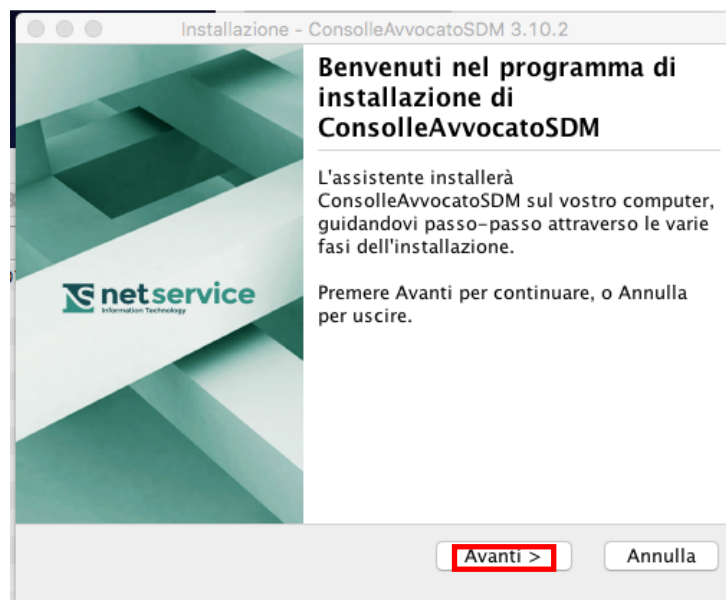 Installazione - ConsolleAvvocatoSDM 3.10.2
Benvenuti nel programma di
installazione di
ConsolleAvvocatoSDM
L'assistente installerà
ConsolleAvvocatoSDM sul vostro computer,
guidandovi passo-passo attraverso le varie
fasi dell'installazione.
netservice
Information Technology
Premere Avanti per continuare, o Annulla
per uscire.
Avanti >
Annulla